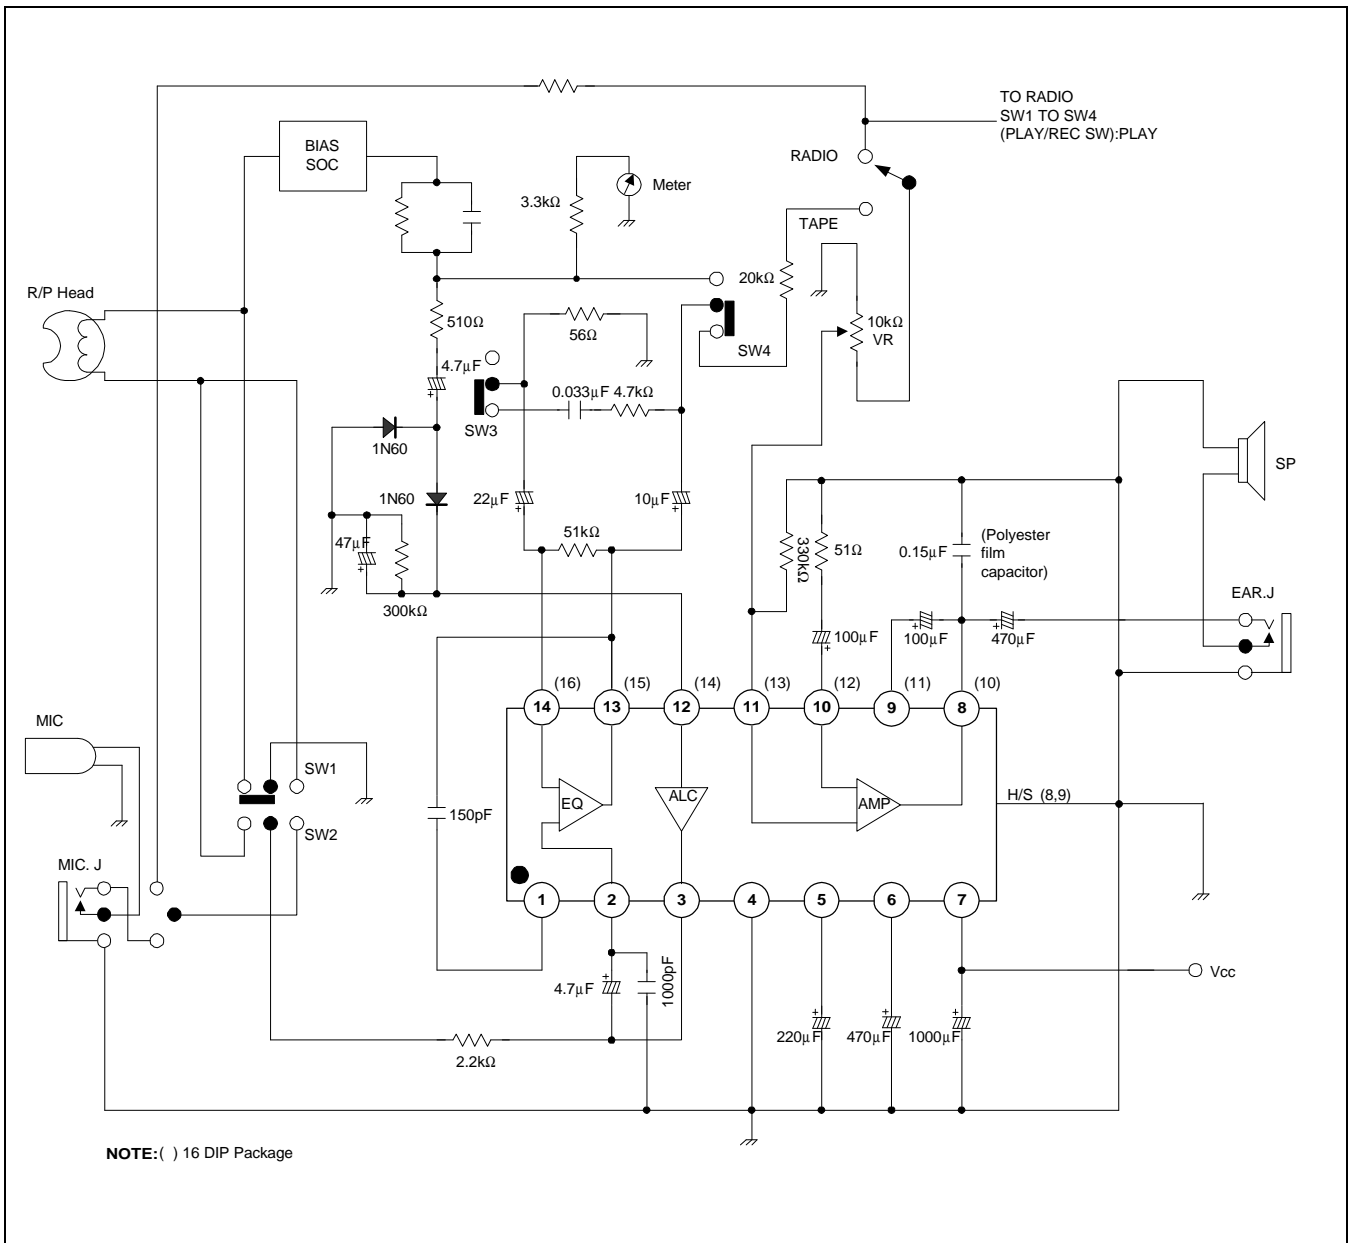 TO RADIO
SW1 TO SW4
(PLAY/REC SW):PLAY
BIAS
SOC
RADIO
Meter
3.3kΩ
TAPE
20kΩ
R/P Head
510Ω
56Ω
10kΩ
VR
SW4
4.7μF
0.033μF 4.7kΩ
SW3
1N60
SP
1N60
22μF
10μF
51kΩ
47μF
330kΩ
51Ω
0.15μF
(Polyester
film
capacitor)
300kΩ
EAR.J
100μF
100μF
470μF
(16)
(15)
(14)
(13)
(12)
(11)
(10)
14
13
12
11
10
9
8
MIC
SW1
EQ
ALC
AMP
H/S (8,9)
150pF
SW2
MIC. J
1
2
3
4
5
6
7
4.7μF
1000pF
Vcc
220μF
470μF
1000μF
2.2kΩ
NOTE:( ) 16 DIP Package